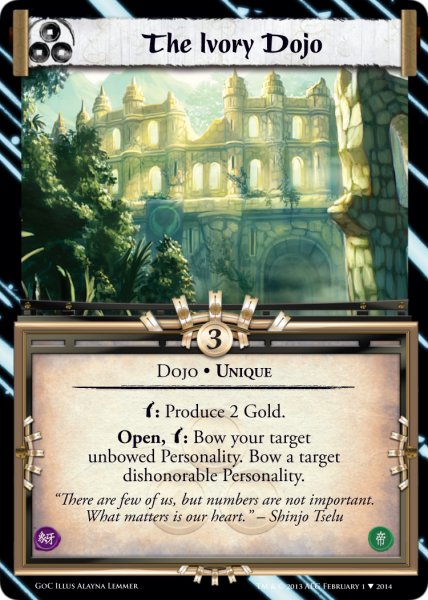 The Ivory Dojo
3
Dojo • Unique
: Produce 2 Gold.
Open, : Bow your target
unbowed Personality. Bow a target
dishonorable Personality.
“There are few of us, but numbers are not important.
What matters is our heart.” – Shinjo Tselu
帝
GoC Illus Alayna Lemmer
TM & © 2013 AEG February 1 ▼ 2014